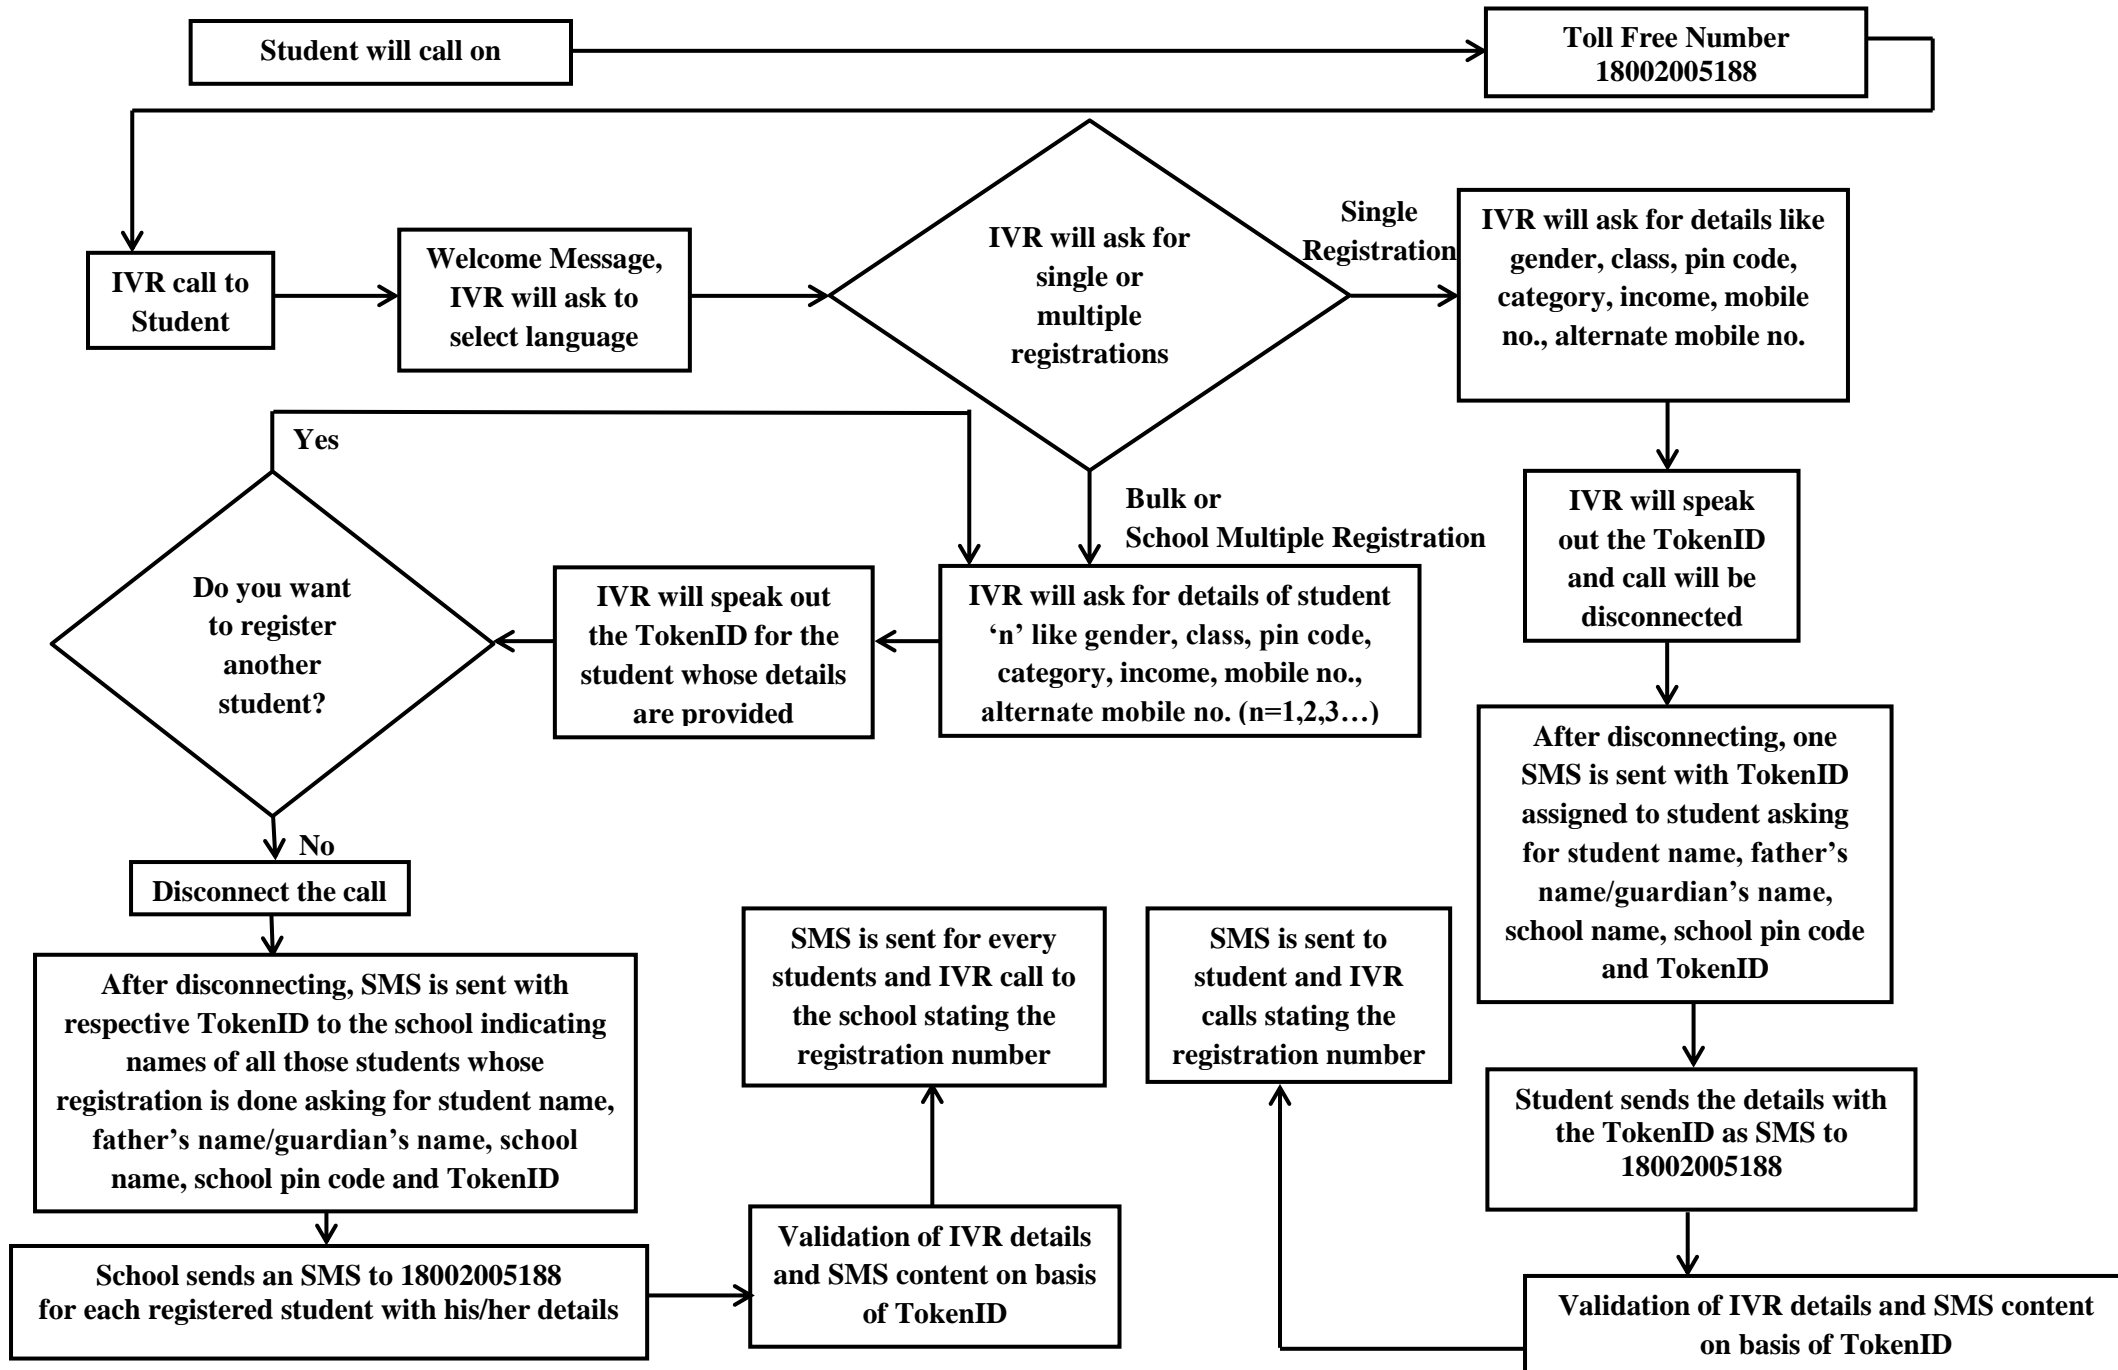 Student will call on
Toll Free Number
18002005188
IVR call to
Student
Welcome Message,
IVR will ask to
select language
IVR will ask for
single or
multiple
registrations
Single
Registration
IVR will ask for details like
gender, class, pin code,
category, income, mobile
no., alternate mobile no.
Yes
Bulk or
School Multiple Registration
IVR will speak
out the TokenID
and call will be
disconnected
Do you want
to register
another
student?
IVR will speak out
the TokenID for the
student whose details
are provided
IVR will ask for details of student
‘n’ like gender, class, pin code,
category, income, mobile no.,
alternate mobile no. (n=1,2,3…)
After disconnecting, one
SMS is sent with TokenID
assigned to student asking
for student name, father’s
name/guardian’s name,
school name, school pin code
and TokenID
No
Disconnect the call
After disconnecting, SMS is sent with
respective TokenID to the school indicating
names of all those students whose
registration is done asking for student name,
father’s name/guardian’s name, school
name, school pin code and TokenID
SMS is sent for every
students and IVR call to
the school stating the
registration number
SMS is sent to
student and IVR
calls stating the
registration number
Student sends the details with
the TokenID as SMS to
18002005188
School sends an SMS to 18002005188
for each registered student with his/her details
Validation of IVR details
and SMS content on basis
of TokenID
Validation of IVR details and SMS content
on basis of TokenID